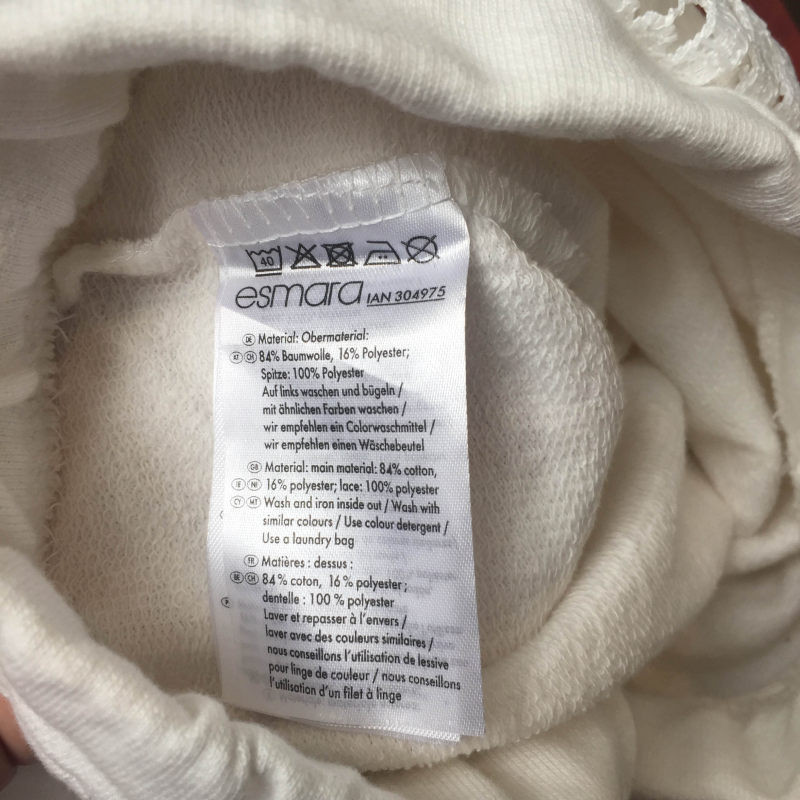 40
esmara IAN 304975
DE Material: Obermaterial:
AT CH 84% Baumwolle, 16% Polyester;
Spitze: 100% Polyester
Auf links waschen und bügeln /
mit ähnlichen Farben waschen /
wir empfehlen ein Colorwaschmittel /
wir empfehlen einen Wäschebeutel
GB Material: main material: 84% cotton,
IE NI 16% polyester; lace: 100% polyester
CY MT Wash and iron inside out / Wash with
similar colours / Use colour detergent /
Use a laundry bag
FR Matières : dessus :
BE CH 84% coton, 16% polyester ;
dentelle : 100 % polyester
Laver et repasser à l'envers /
laver avec des couleurs similaires /
nous conseillons l'utilisation de lessive
pour linge de couleur / nous conseillons
l'utilisation d'un filet à linge